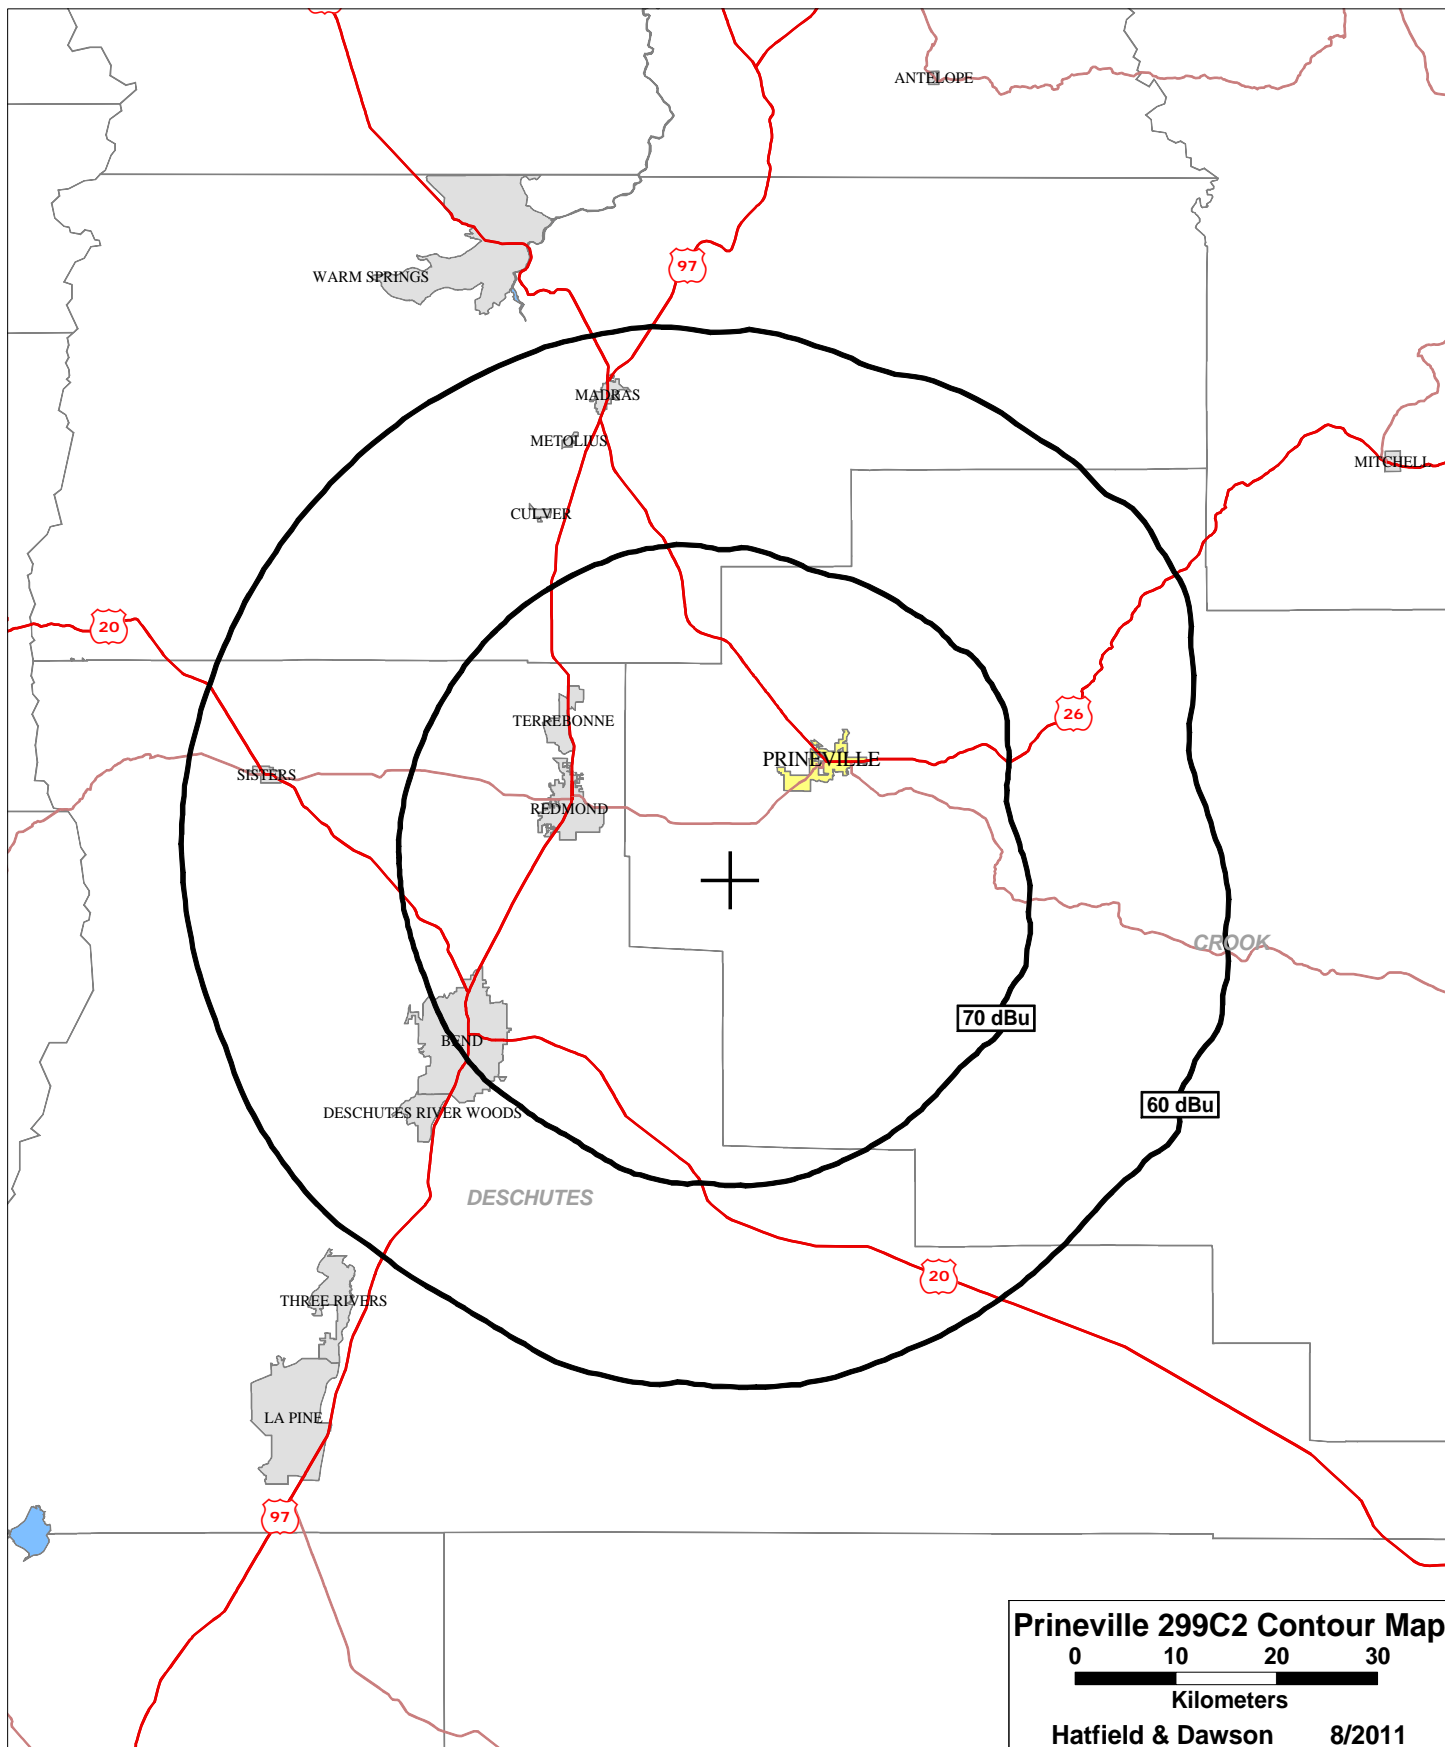 ANTELOPE
WARM SPRINGS
97
MADRAS
METOLIUS
MITCHELL
CULVER
20
26
TERREBONNE
PRINEVILLE
SISTERS
REDMOND
CROOK
70 dBu
BEND
60 dBu
DESCHUTES RIVER WOODS
DESCHUTES
20
THREE RIVERS
LA PINE
97
Prineville 299C2 Contour Map
0 10 20 30
Kilometers
Hatfield & Dawson 8/2011